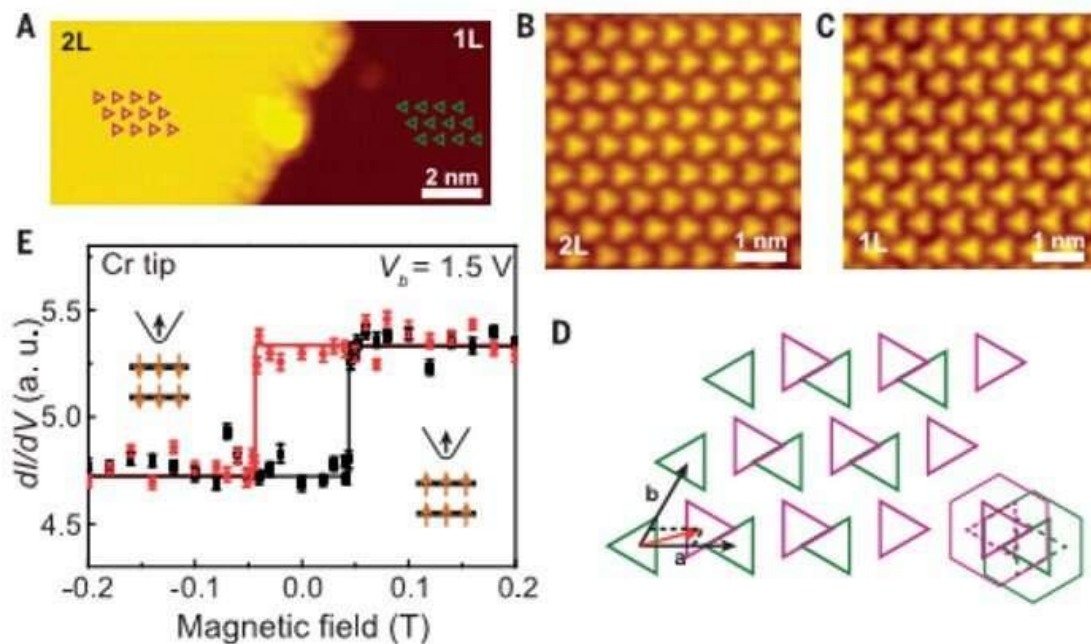 A
2L
1L
2 nm
B
2L
1 nm
C
1L
1 nm
E
Cr tip
V_b = 1.5 V
5.5
5.0
4.5
dI/dV (a. u.)
-0.2
-0.1
0.0
0.1
0.2
Magnetic field (T)
D
b
a